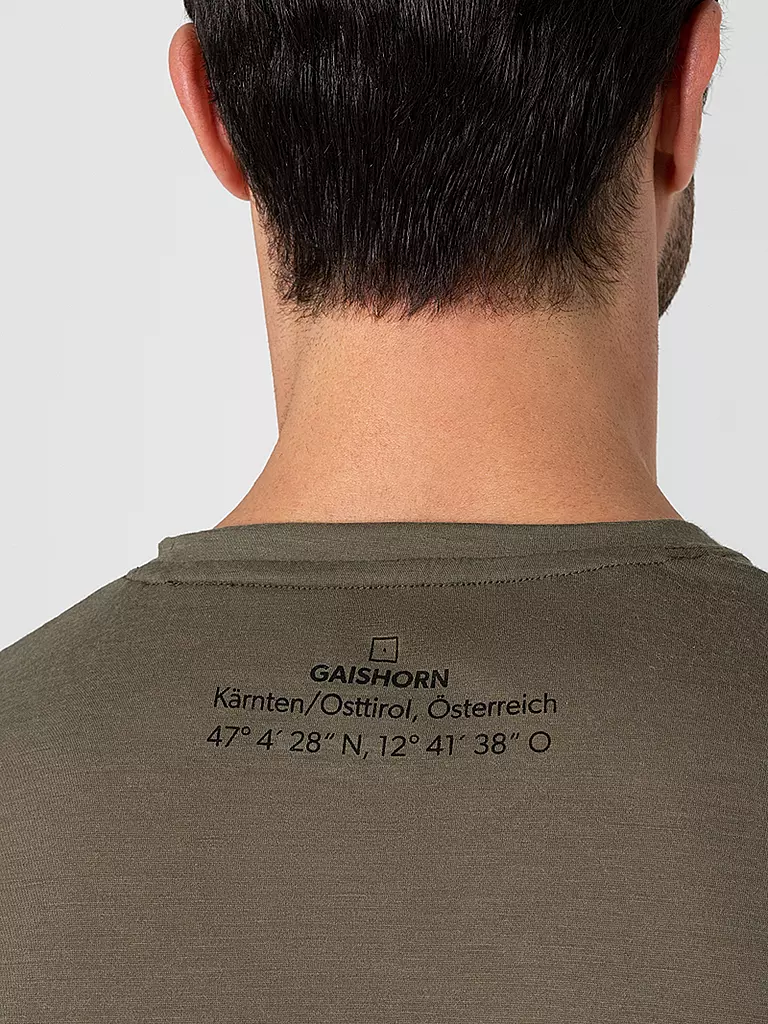 GAISHORN
Kärnten/Osttirol, Österreich
47° 4´ 28” N, 12° 41´ 38” O